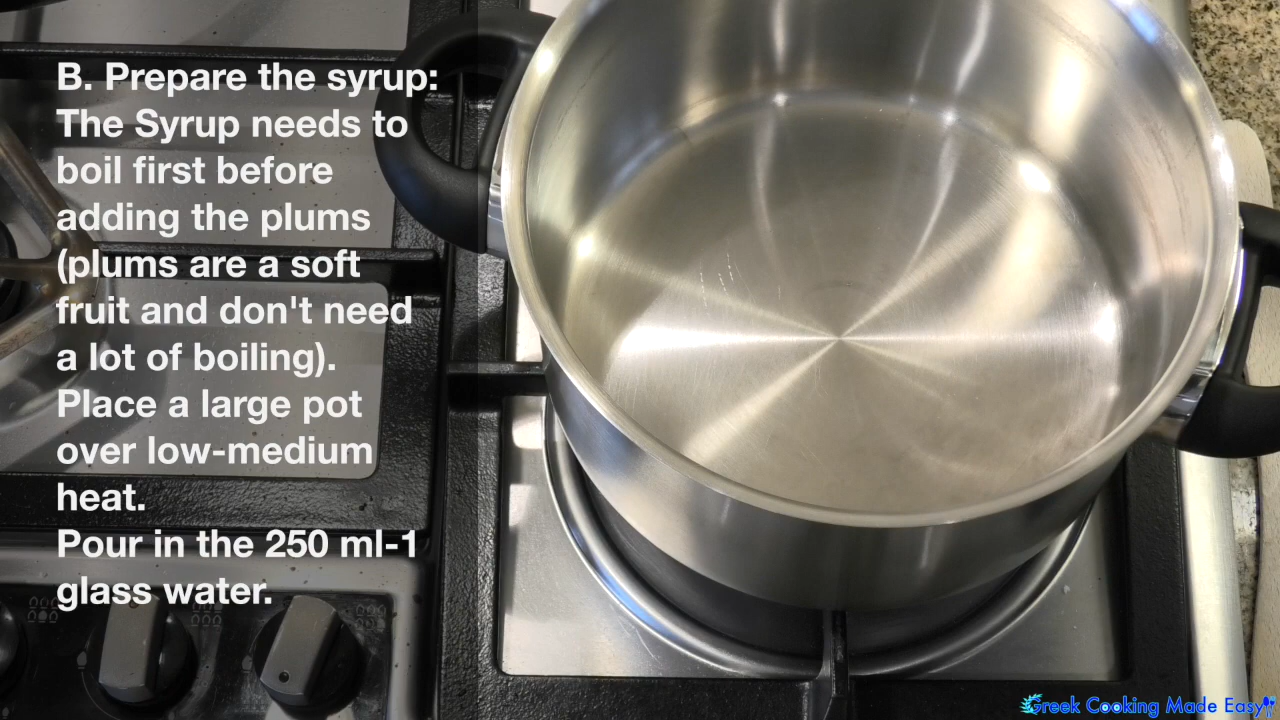 B. Prepare the syrup:
The Syrup needs to
boil first before
adding the plums
(plums are a soft
fruit and don't need
a lot of boiling).
Place a large pot
over low-medium
heat.
Pour in the 250 ml-1
glass water.
Greek Cooking Made Easy